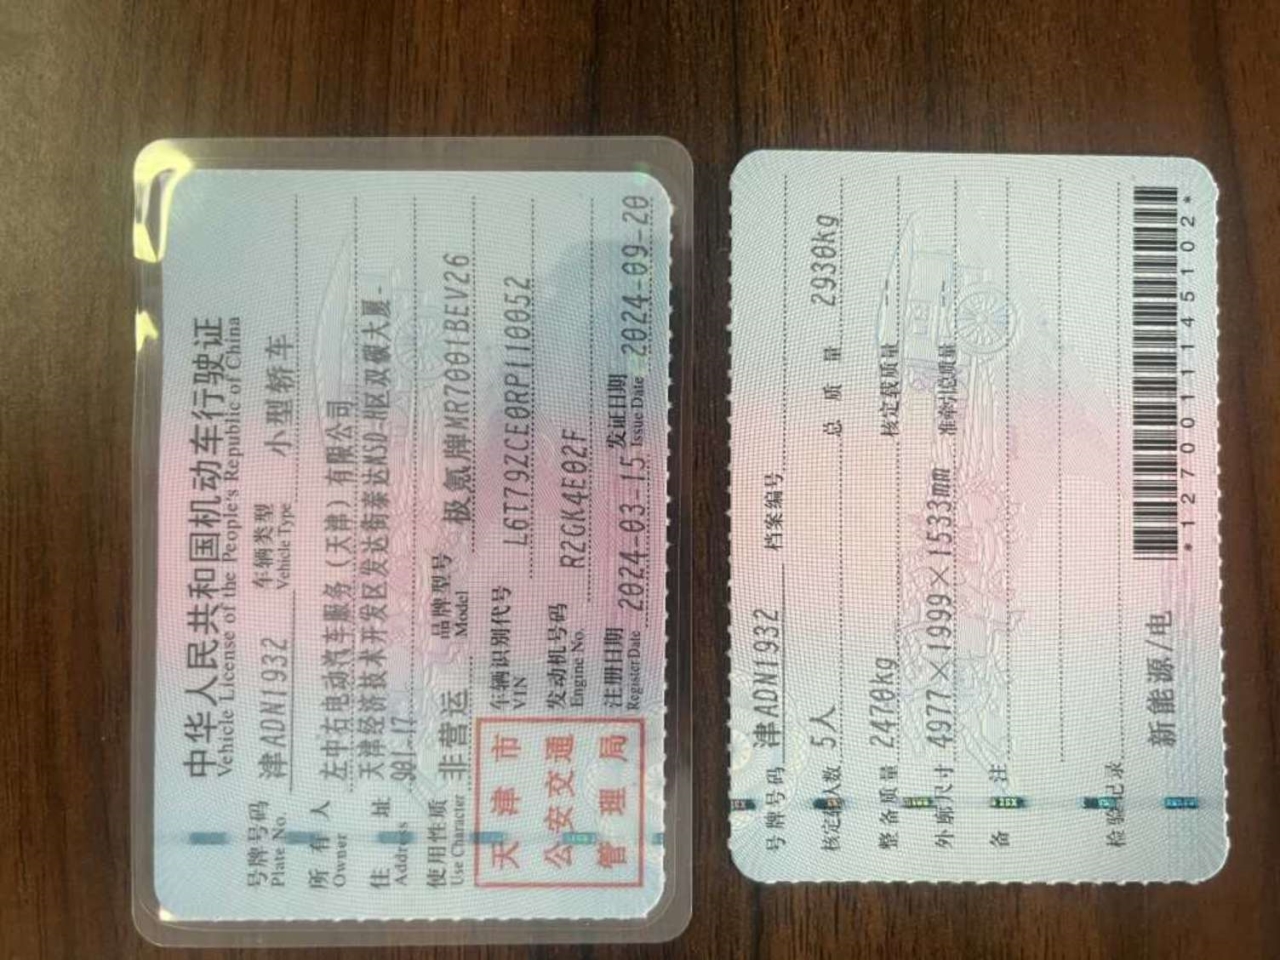 中华人民共和国机动车行驶证
Vehicle License of the People's Republic of China
号牌号码 津ADN1932 车辆类型 小型轿车
Plate No. Vehicle Type
所有人 左中右电动汽车服务（天津）有限公司
Owner
住址 天津经济技术开发区发达街泰达MSD-H区双碳大厦-
Address 901-17
使用性质 非营运 品牌型号 极氪牌MR7001BEV26
Use Character Model
车辆识别代号 L6T79ZCE0RP110052
VIN
发动机号码 R2GK4E02F
Engine No.
注册日期 2024-03-15 发证日期 2024-09-20
Register Date Issue Date
天津市
公安交通
管理局
号牌号码 津ADN1932 档案编号
核定载人数 5人 总质量 2930kg
整备质量 2470kg 核定载质量 --
外廓尺寸 4977×1999×1533mm 准牵引总质量 --
备注
检验记录
新能源/电
*1270011145102*